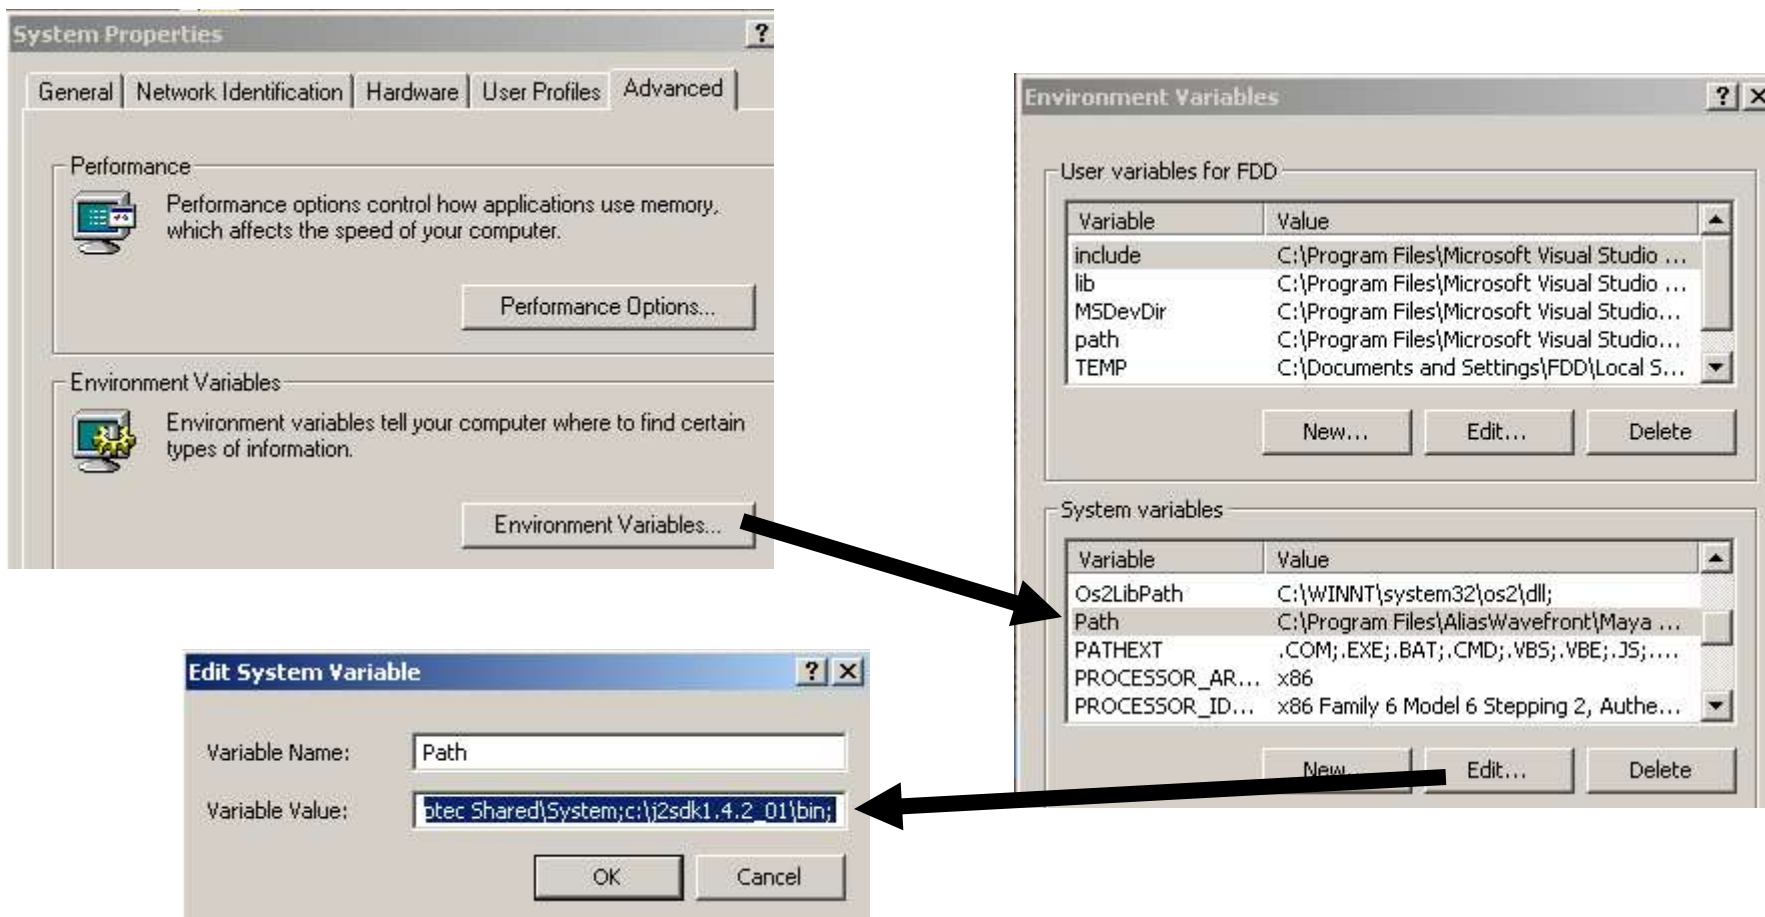 System Properties
?
General
Network Identification
Hardware
User Profiles
Advanced
Performance
Performance options control how applications use memory,
which affects the speed of your computer.
Performance Options...
Environment Variables
Environment variables tell your computer where to find certain
types of information.
Environment Variables...
Environment Variables
?
User variables for FDD
Variable Value
include C:\Program Files\Microsoft Visual Studio ...
lib C:\Program Files\Microsoft Visual Studio ...
MSDevDir C:\Program Files\Microsoft Visual Studio...
path C:\Program Files\Microsoft Visual Studio...
TEMP C:\Documents and Settings\FDD\Local S...
New... Edit... Delete
System variables
Variable Value
Os2LibPath C:\WINNT\system32\os2\dll;
Path C:\Program Files\AliasWavefront\Maya ...
PATHEXT .COM;.EXE;.BAT;.CMD;.VBS;.VBE;.JS;....
PROCESSOR_AR... x86
PROCESSOR_ID... x86 Family 6 Model 6 Stepping 2, Authe...
New... Edit... Delete
Edit System Variable
?
Variable Name: Path
Variable Value: otec Shared\System;c:\j2sdk1.4.2_01\bin;
OK Cancel